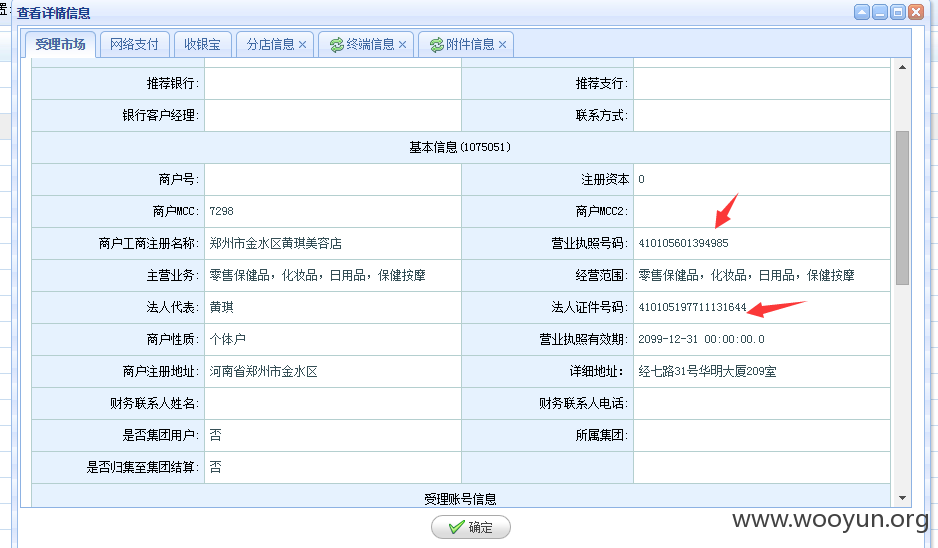 置:
查看详情信息
受理市场 网络支付 收银宝 分店信息 终端信息 附件信息
推荐银行: 推荐支行:
银行客户经理: 联系方式:
基本信息(1075051)
商户号: 注册资本 0
商户MCC: 7298 商户MCC2:
商户工商注册名称: 郑州市金水区黄琪美容店 营业执照号码: 410105601394985
主营业务: 零售保健品，化妆品，日用品，保健按摩 经营范围: 零售保健品，化妆品，日用品，保健按摩
法人代表: 黄琪 法人证件号码: 410105197711131644
商户性质: 个体户 营业执照有效期: 2099-12-31 00:00:00.0
商户注册地址: 河南省郑州市金水区 详细地址: 经七路31号华明大厦209室
财务联系人姓名: 财务联系人电话:
是否集团用户: 否 所属集团:
是否归集至集团结算: 否
受理账号信息
确定
www.wooyun.org